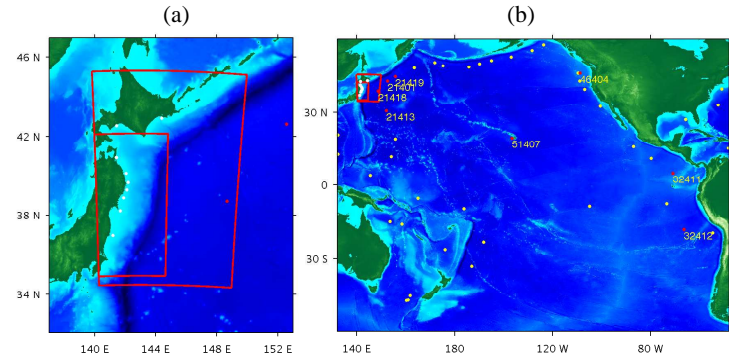 (a) (b)
46 N
42 N
38 N
34 N
140 E 144 E 148 E 152 E
30 N
0
30 S
140 E 180 120 W 80 W
46404
21419
21401
21418
21413
51407
32411
32412